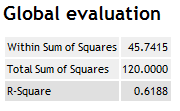 Global evaluation
Within Sum of Squares 45.7415
Total Sum of Squares 120.0000
R-Square 0.6188